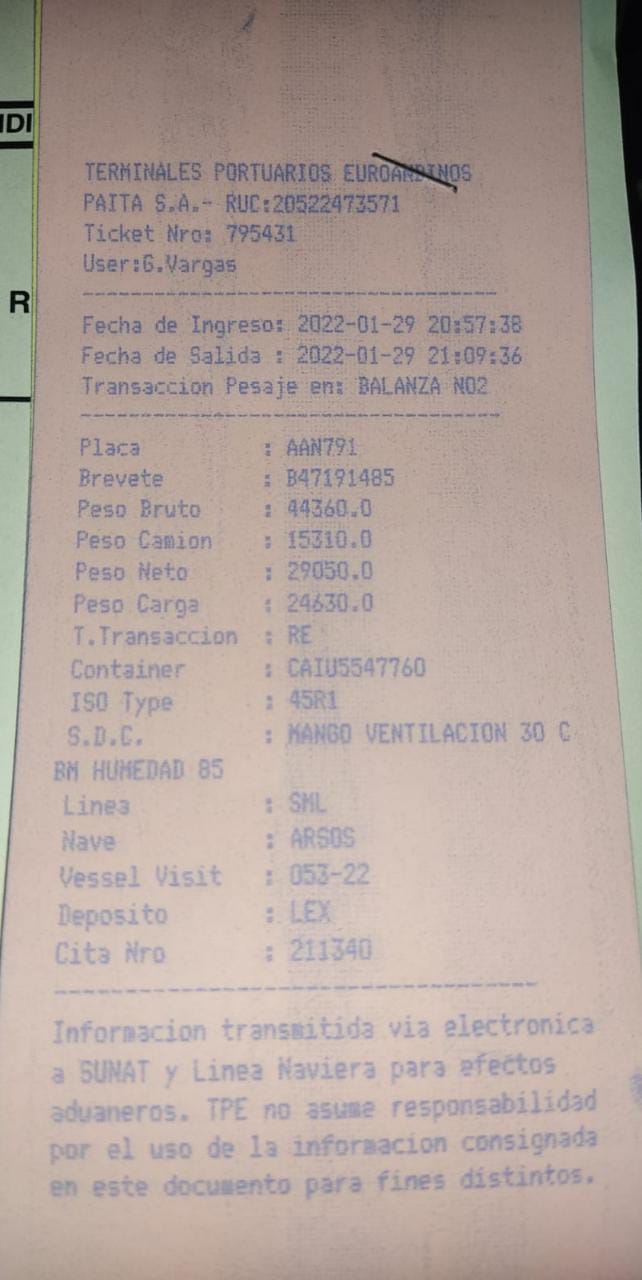 IDI
R
TERMINALES PORTUARIOS EUROANDINOS
PAITA S.A.- RUC:20522473571
Ticket Nro: 795431
User:G.Vargas
--------------------------------
Fecha de Ingreso: 2022-01-29 20:57:38
Fecha de Salida : 2022-01-29 21:09:36
Transaccion Pesaje en: BALANZA NO2
--------------------------------
Placa : AAN791
Brevete : B47191485
Peso Bruto : 44360.0
Peso Camion : 15310.0
Peso Neto : 29050.0
Peso Carga : 24630.0
T.Transaccion : RE
Container : CAIU5547760
ISO Type : 45R1
S.D.C. : MANGO VENTILACION 30 C
BM HUMEDAD 85
Linea : SML
Nave : ARSOS
Vessel Visit : 053-22
Deposito : LEX
Cita Nro : 211340
--------------------------------
Informacion transmitida via electronica
a SUNAT y Linea Naviera para efectos
aduaneros. TPE no asume responsabilidad
por el uso de la informacion consignada
en este documento para fines distintos.